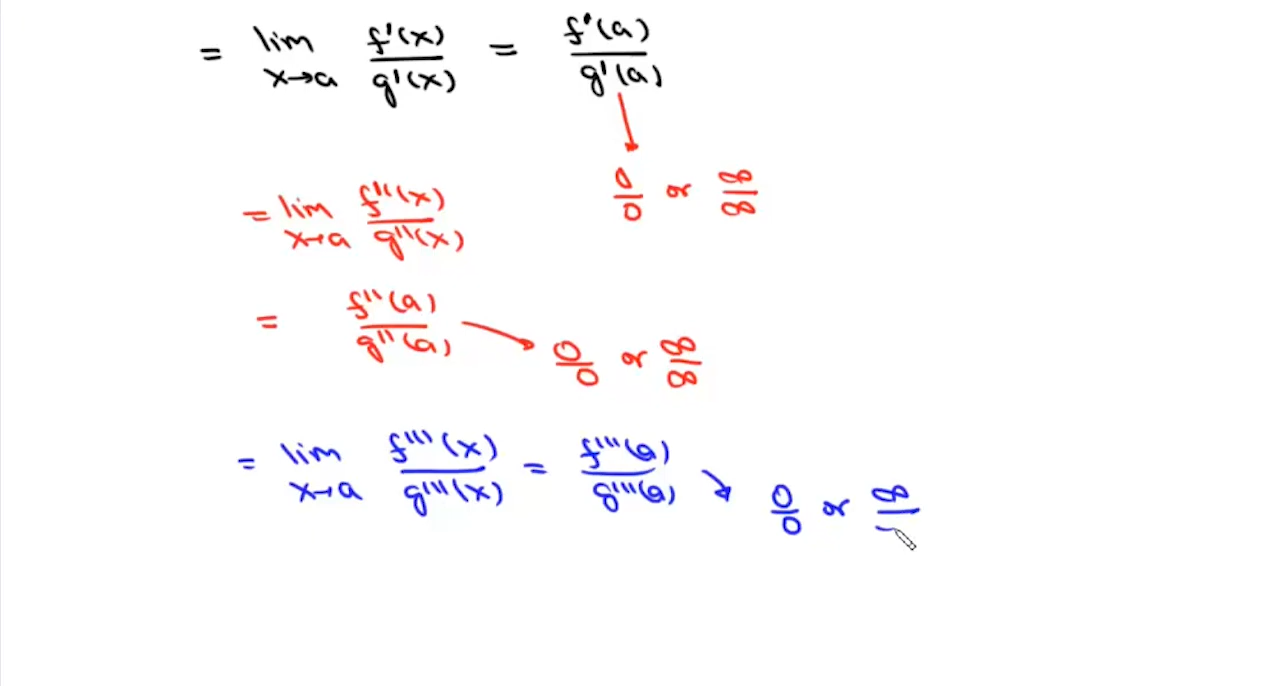 = lim x→a f'(x)/g'(x) = f'(a)/g'(a)
0/0 or ∞/∞
= lim x→a f''(x)/g''(x)
= f''(a)/g''(a) → 0/0 or ∞/∞
= lim x→a f'''(x)/g'''(x) = f'''(a)/g'''(a) → 0/0 or ∞/